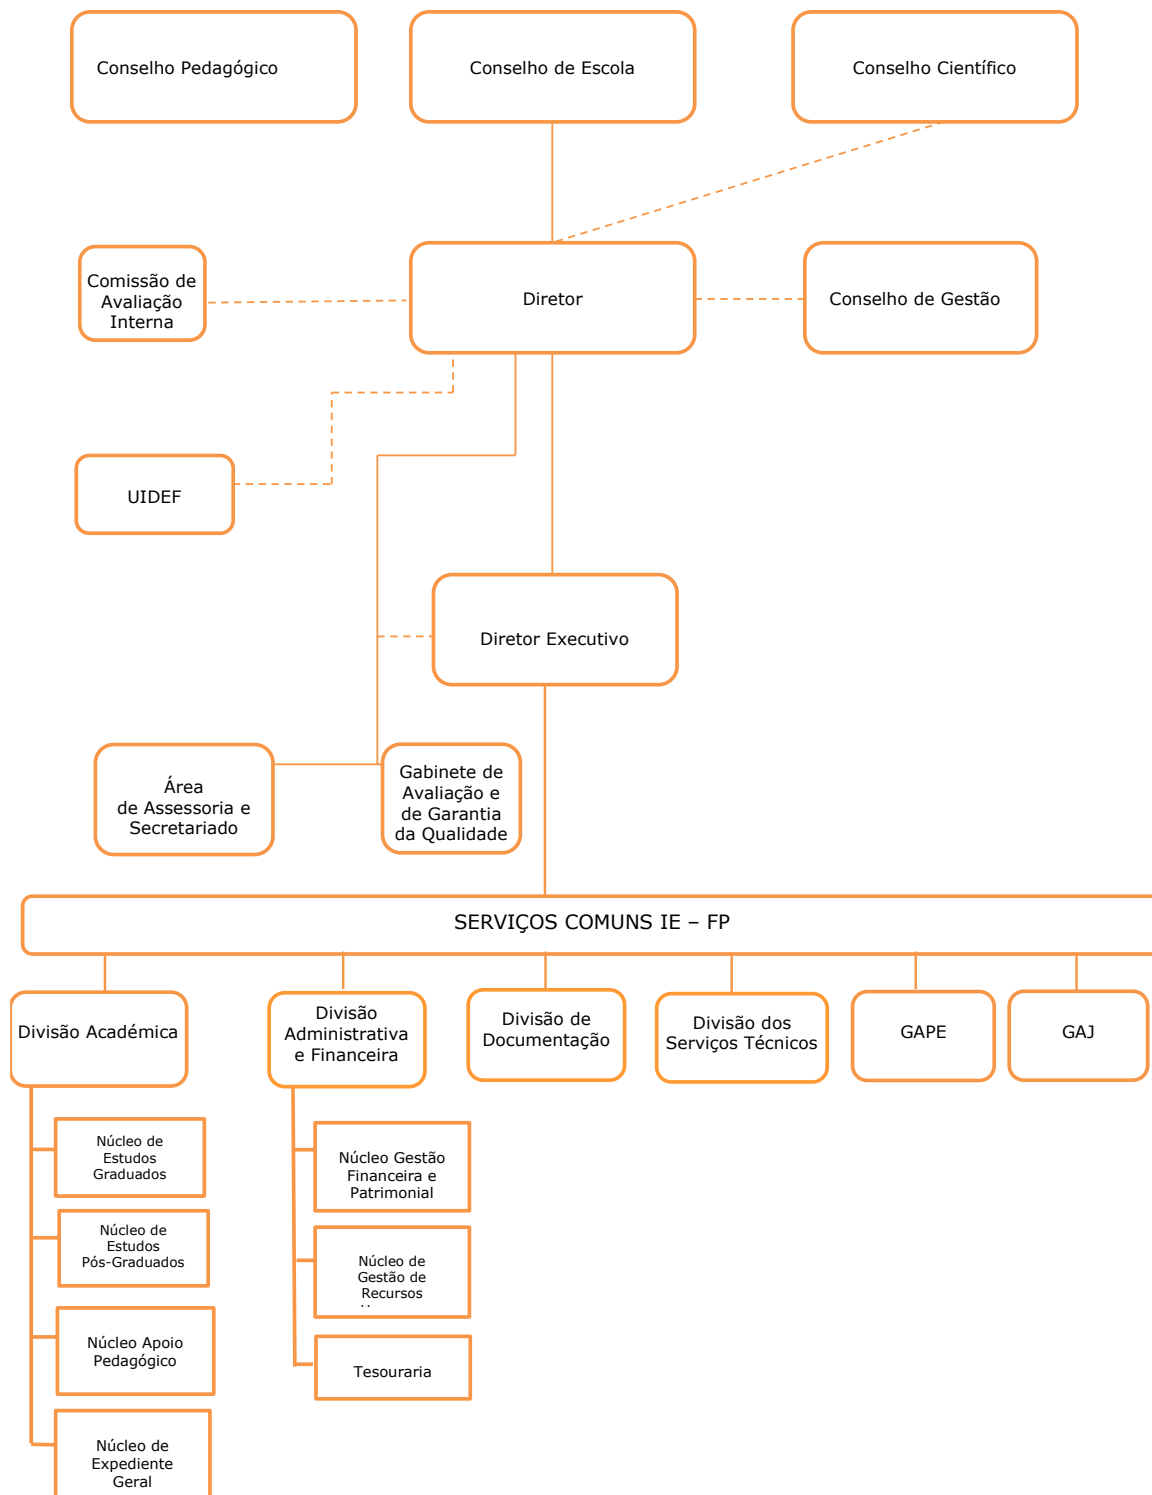 Conselho Pedagógico
Conselho de Escola
Conselho Científico
Comissão de
Avaliação
Interna
Diretor
Conselho de Gestão
UIDEF
Diretor Executivo
Área
de Assessoria e
Secretariado
Gabinete de
Avaliação e
de Garantia
da Qualidade
SERVIÇOS COMUNS IE – FP
Divisão Académica
Divisão
Administrativa
e Financeira
Divisão de
Documentação
Divisão dos
Serviços Técnicos
GAPE
GAJ
Núcleo de
Estudos
Graduados
Núcleo de
Estudos
Pós-Graduados
Núcleo Apoio
Pedagógico
Núcleo de
Expediente
Geral
Núcleo Gestão
Financeira e
Patrimonial
Núcleo de
Gestão de
Recursos
Tesouraria